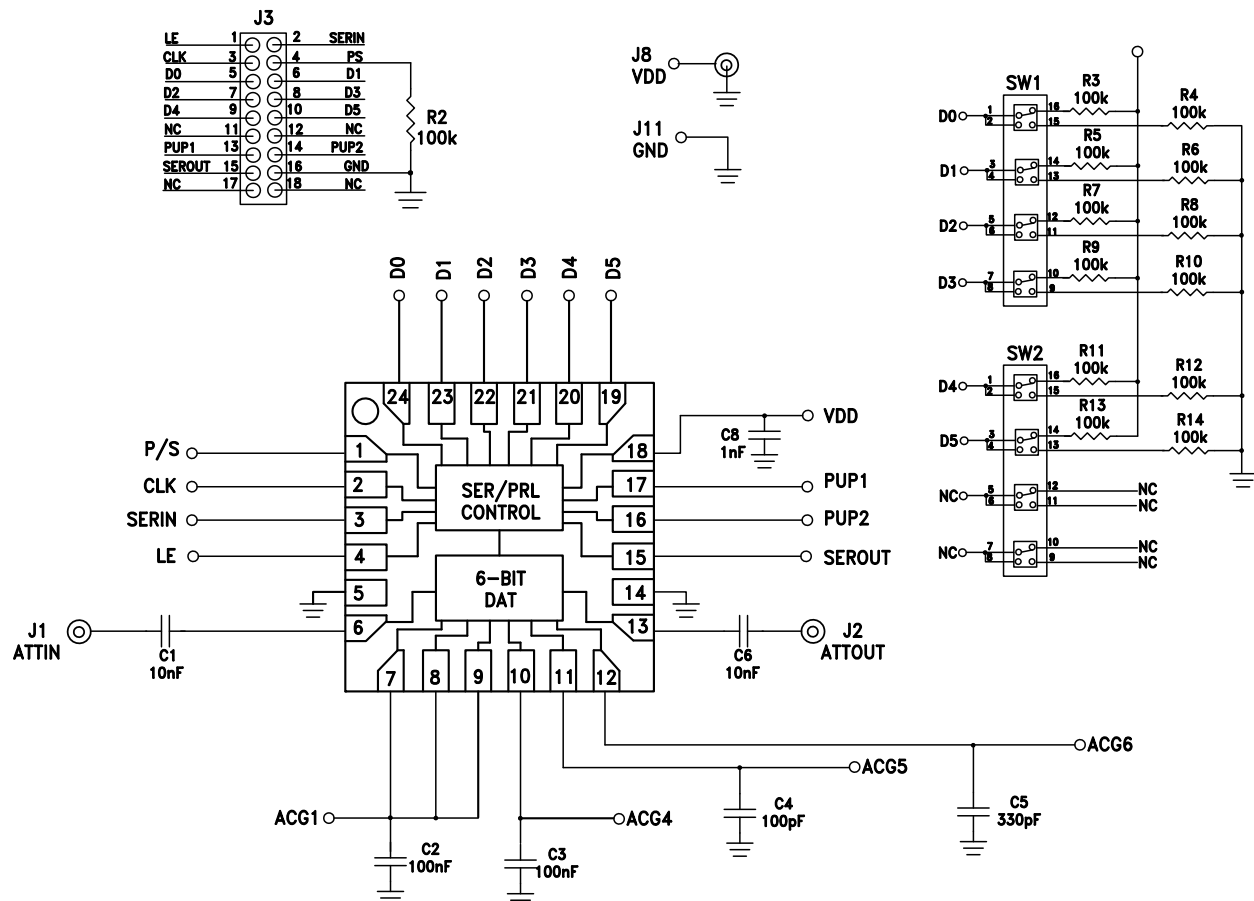 J3
LE 1 2 SERIN
CLK 3 4 PS
D0 5 6 D1
D2 7 8 D3
D4 9 10 D5
NC 11 12 NC
PUP1 13 14 PUP2
SEROUT 15 16 GND
NC 17 18 NC
R2
100k
J8
VDD
J11
GND
SW1
R3
100k
R4
100k
D0 1 16
2 15
R5
100k
R6
100k
D1 3 14
4 13
R7
100k
R8
100k
D2 5 12
6 11
R9
100k
R10
100k
D3 7 10
8 9
SW2
R11
100k
R12
100k
D4 1 16
2 15
R13
100k
R14
100k
D5 3 14
4 13
NC 5 12 NC
6 11 NC
NC 7 10 NC
8 9 NC
D0 D1 D2 D3 D4 D5
24 23 22 21 20 19
P/S 1
CLK 2
SERIN 3
LE 4
5
6
SER/PRL
CONTROL
6-BIT
DAT
18 VDD
C8
1nF
17 PUP1
16 PUP2
15 SEROUT
14
13
J1
ATTIN
C1
10nF
C6
10nF
J2
ATTOUT
7 8 9 10 11 12
ACG6
ACG5
ACG1
ACG4
C4
100pF
C5
330pF
C2
100nF
C3
100nF